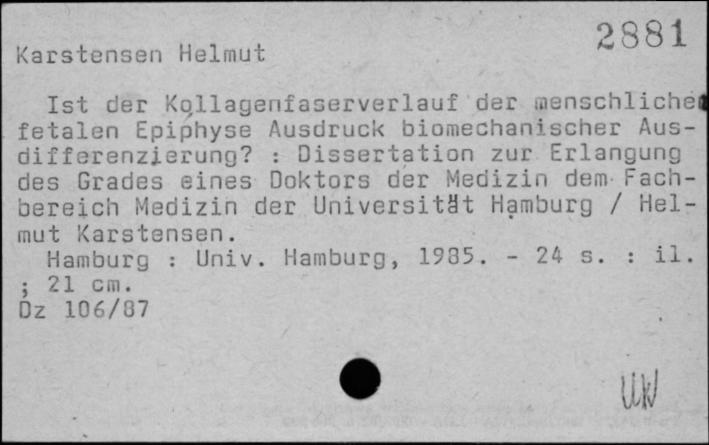 2881
Karstensen Helmut
Ist der Kollagenfaserverlauf der menschlichen
fetalen Epiphyse Ausdruck biomechanischer Aus-
differenzierung? : Dissertation zur Erlangung
des Grades eines Doktors der Medizin dem Fach-
bereich Medizin der Universität Hamburg / Hel-
mut Karstensen.
Hamburg : Univ. Hamburg, 1985. - 24 s. : il.
; 21 cm.
Dz 106/87